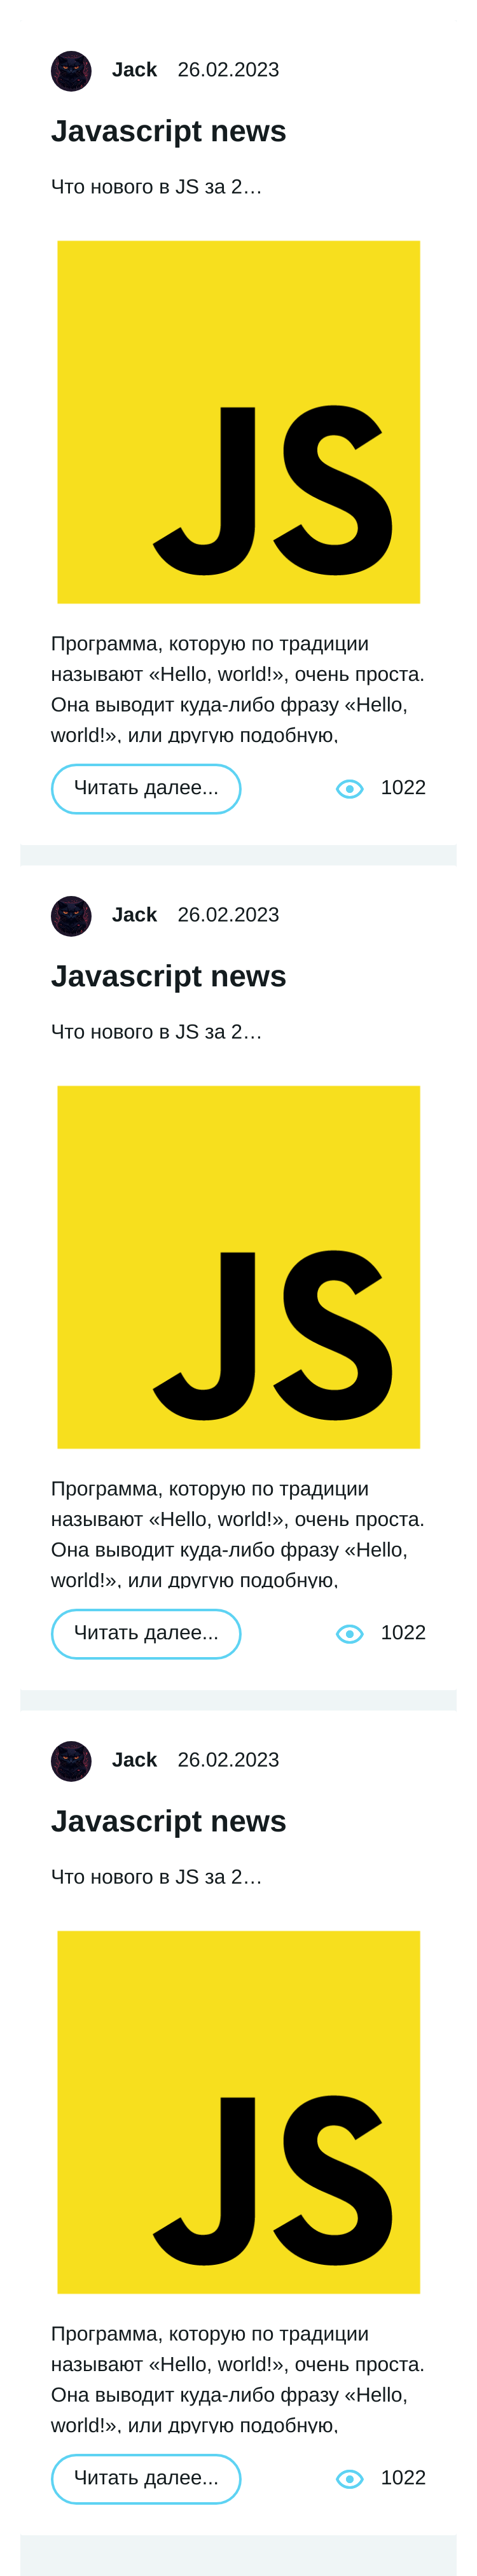 Jack 26.02.2023
Javascript news
Что нового в JS за 2…
JS
Программа, которую по традиции
называют «Hello, world!», очень проста.
Она выводит куда-либо фразу «Hello,
world!», или другую подобную,
Читать далее... 1022
Jack 26.02.2023
Javascript news
Что нового в JS за 2…
JS
Программа, которую по традиции
называют «Hello, world!», очень проста.
Она выводит куда-либо фразу «Hello,
world!», или другую подобную,
Читать далее... 1022
Jack 26.02.2023
Javascript news
Что нового в JS за 2…
JS
Программа, которую по традиции
называют «Hello, world!», очень проста.
Она выводит куда-либо фразу «Hello,
world!», или другую подобную,
Читать далее... 1022